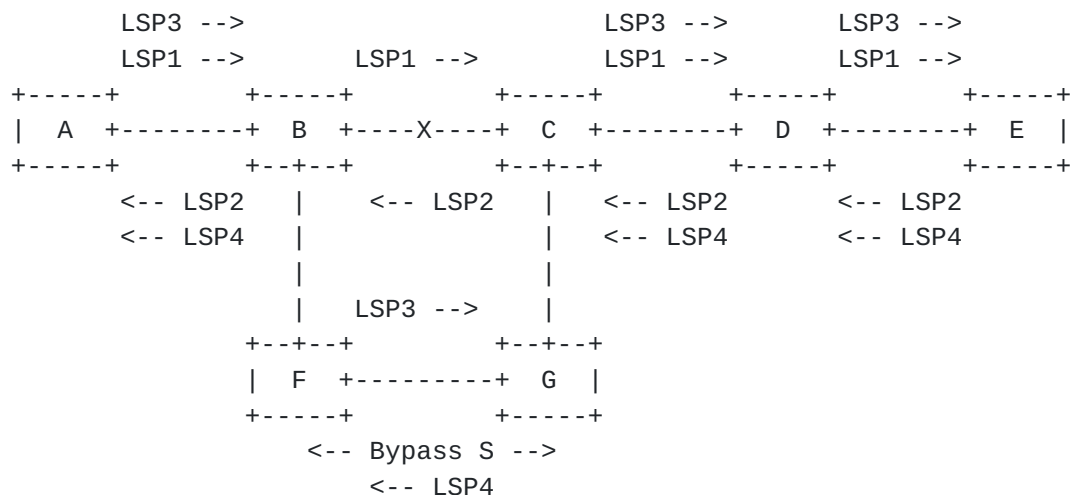 LSP3 --> LSP3 --> LSP3 -->
LSP1 --> LSP1 --> LSP1 --> LSP1 -->
A B X C D E
<-- LSP2 <-- LSP2 <-- LSP2 <-- LSP2
<-- LSP4 <-- LSP4 <-- LSP4
LSP3 -->
F G
<-- Bypass S -->
<-- LSP4